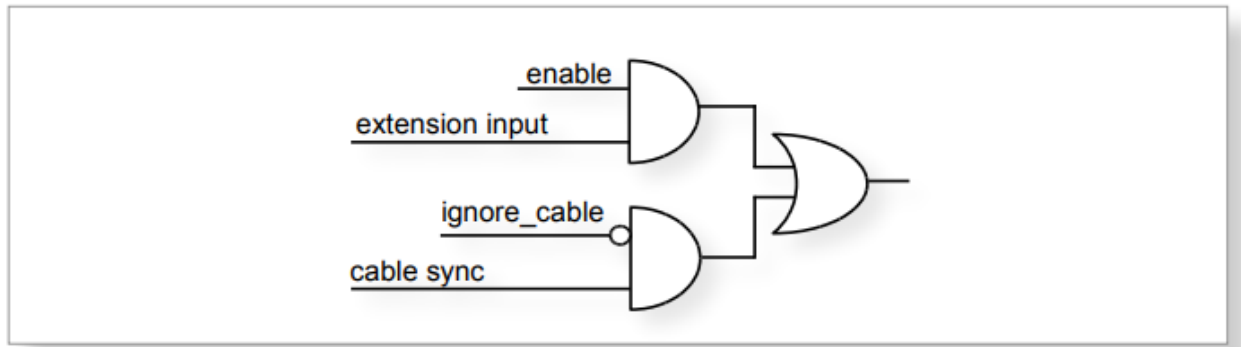 enable
extension input
ignore_cable
cable sync